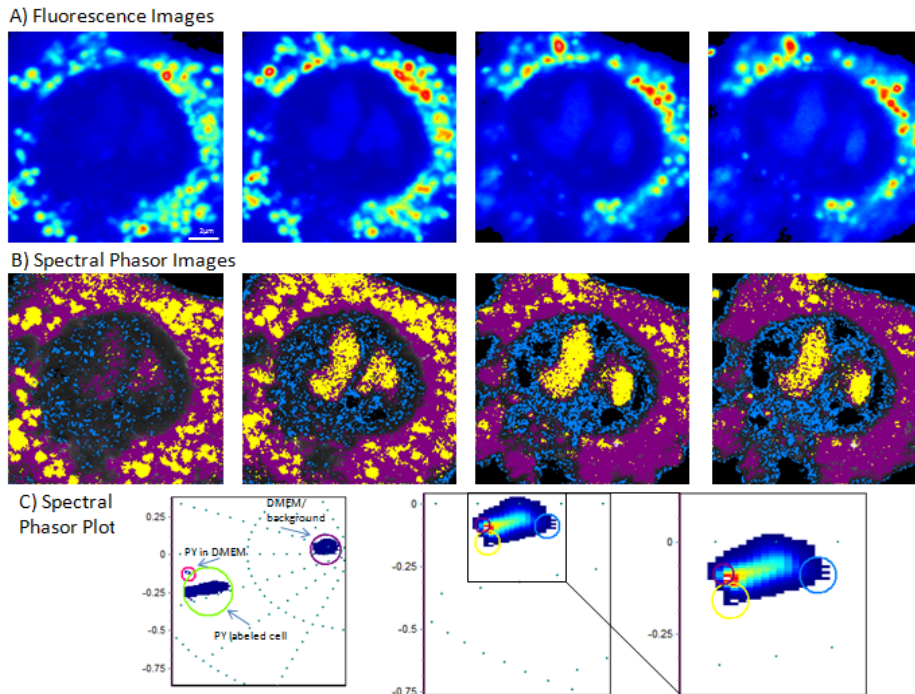 A) Fluorescence Images
2µm
B) Spectral Phasor Images
C) Spectral
Phasor Plot
0.25
0
-0.25
-0.5
-0.75
DMEM/
background
PY in DMEM
PY labeled cell
0
-0.25
-0.5
-0.75
0
-0.25